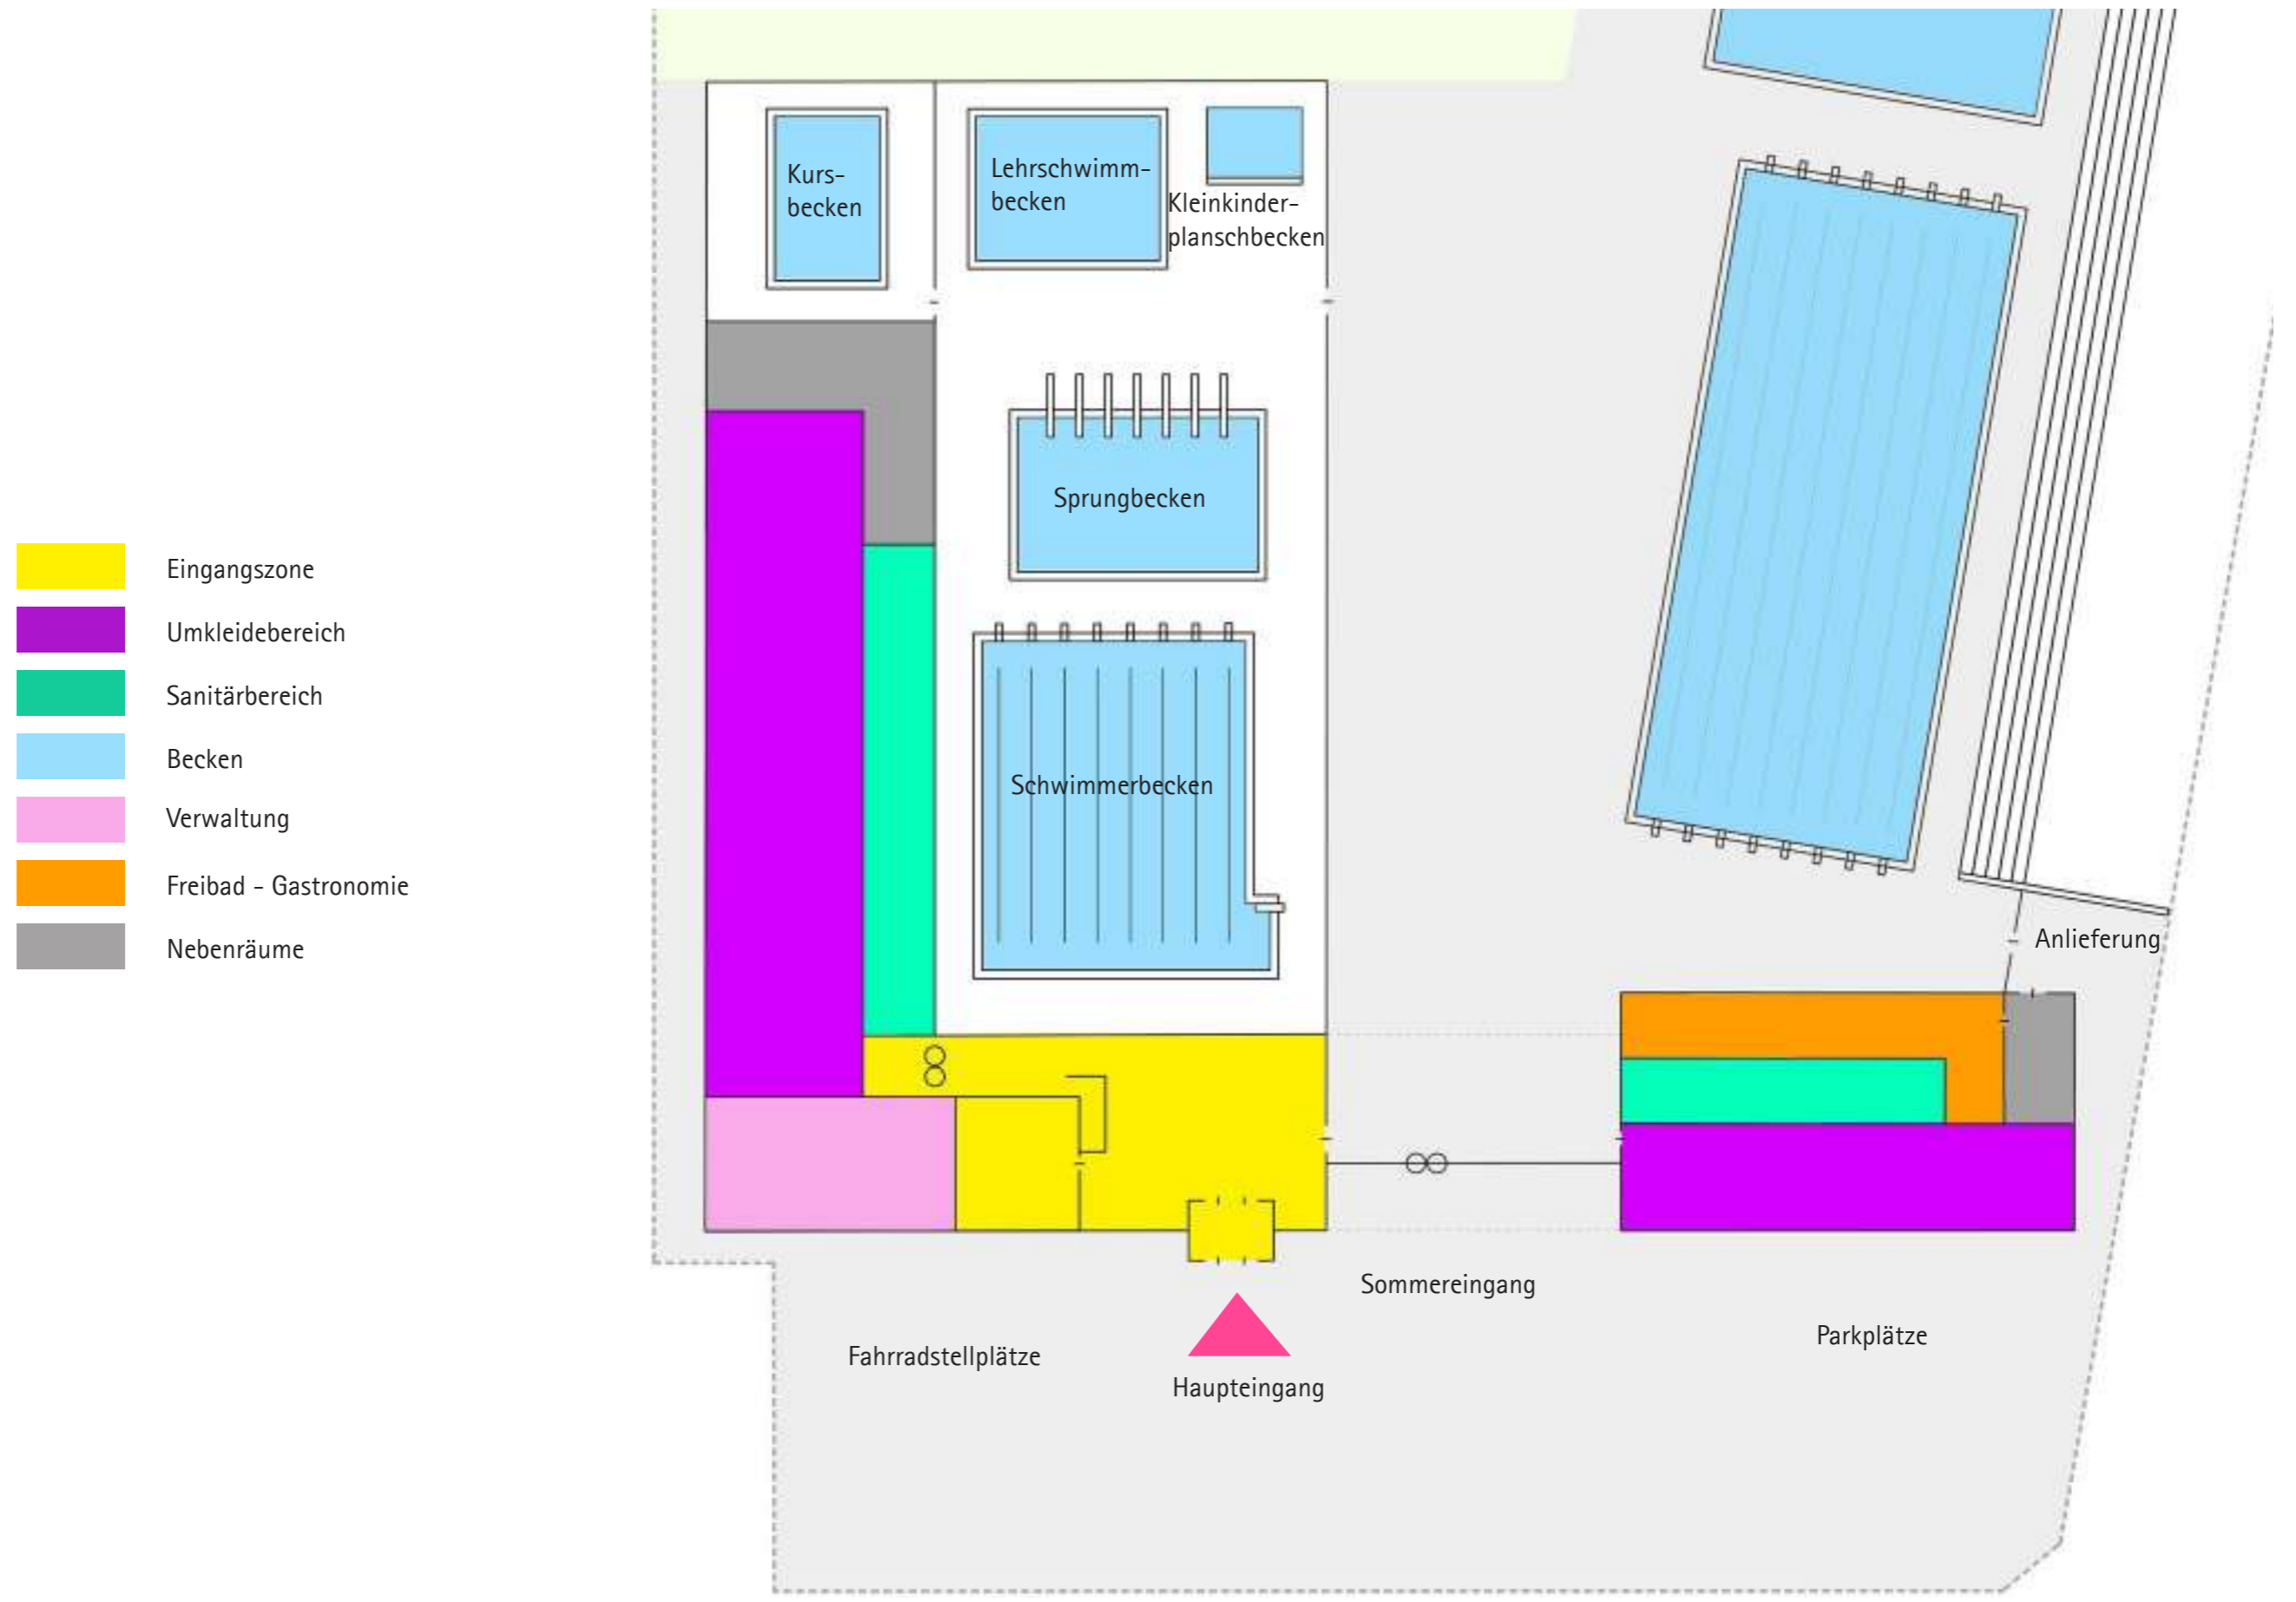 Kurs-
becken
Lehrschwimm-
becken
Kleinkinder-
planschbecken
Sprungbecken
Schwimmerbecken
Eingangszone
Umkleidebereich
Sanitärbereich
Becken
Verwaltung
Freibad - Gastronomie
Nebenräume
Anlieferung
Sommereingang
Parkplätze
Fahrradstellplätze
Haupteingang